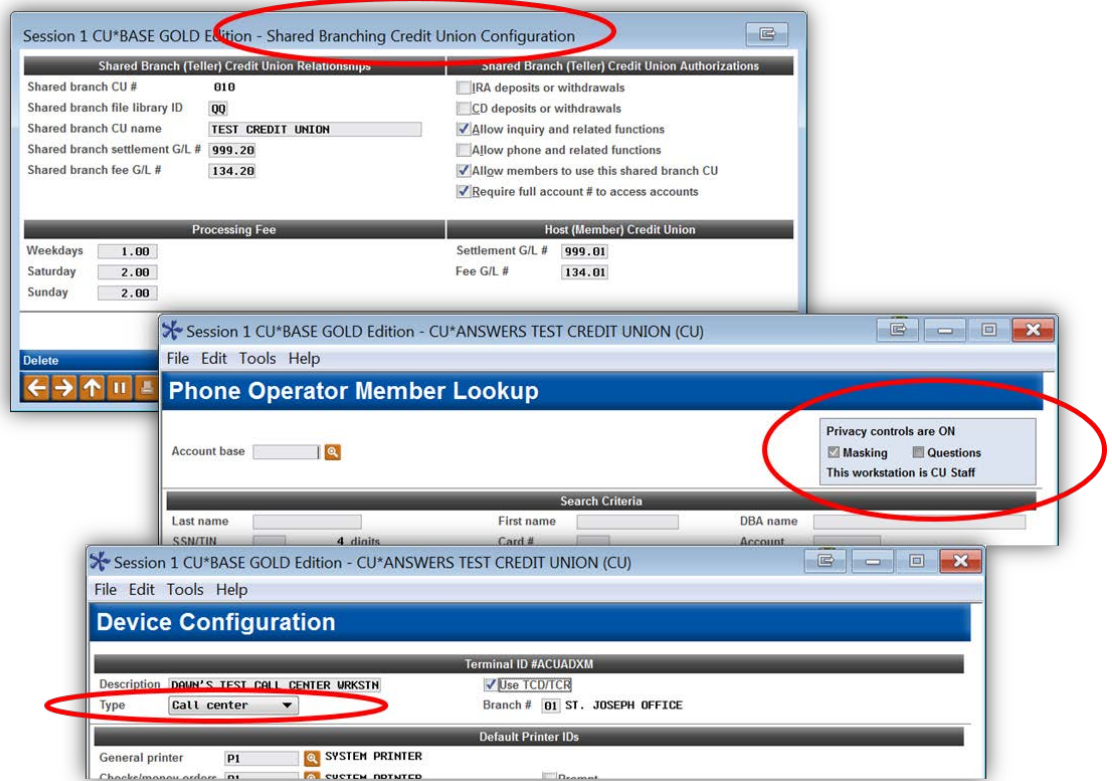 Session 1 CU*BASE GOLD Edition - Shared Branching Credit Union Configuration
Shared Branch (Teller) Credit Union Relationships
Shared branch CU # 010
Shared branch file library ID QQ
Shared branch CU name TEST CREDIT UNION
Shared branch settlement G/L # 999.20
Shared branch fee G/L # 134.20
Shared Branch (Teller) Credit Union Authorizations
IRA deposits or withdrawals
CD deposits or withdrawals
Allow inquiry and related functions
Allow phone and related functions
Allow members to use this shared branch CU
Require full account # to access accounts
Processing Fee
Weekdays 1.00
Saturday 2.00
Sunday 2.00
Host (Member) Credit Union
Settlement G/L # 999.01
Fee G/L # 134.01
Delete
Session 1 CU*BASE GOLD Edition - CU*ANSWERS TEST CREDIT UNION (CU)
File Edit Tools Help
Phone Operator Member Lookup
Account base
Privacy controls are ON
Masking Questions
This workstation is CU Staff
Search Criteria
Last name First name DBA name
SSN/TIN 4 digits Card # Account
Session 1 CU*BASE GOLD Edition - CU*ANSWERS TEST CREDIT UNION (CU)
File Edit Tools Help
Device Configuration
Terminal ID #ACUADXM
Description DAWN'S TEST CALL CENTER WRKSTN Use TCD/TCR
Type Call center Branch # 01 ST. JOSEPH OFFICE
Default Printer IDs
General printer P1 SYSTEM PRINTER
Checks/money orders P1 SYSTEM PRINTER Prompt